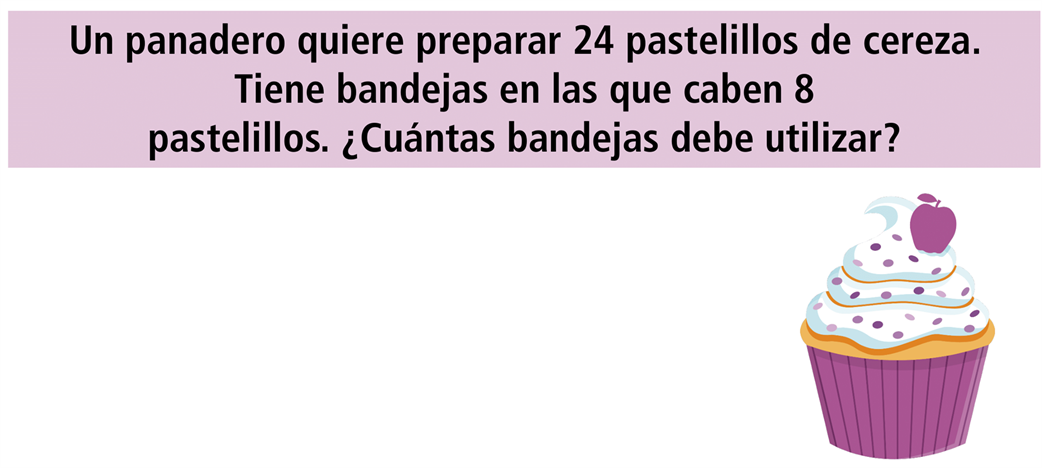 Un panadero quiere preparar 24 pastelillos de cereza.
Tiene bandejas en las que caben 8
pastelillos. ¿Cuántas bandejas debe utilizar?